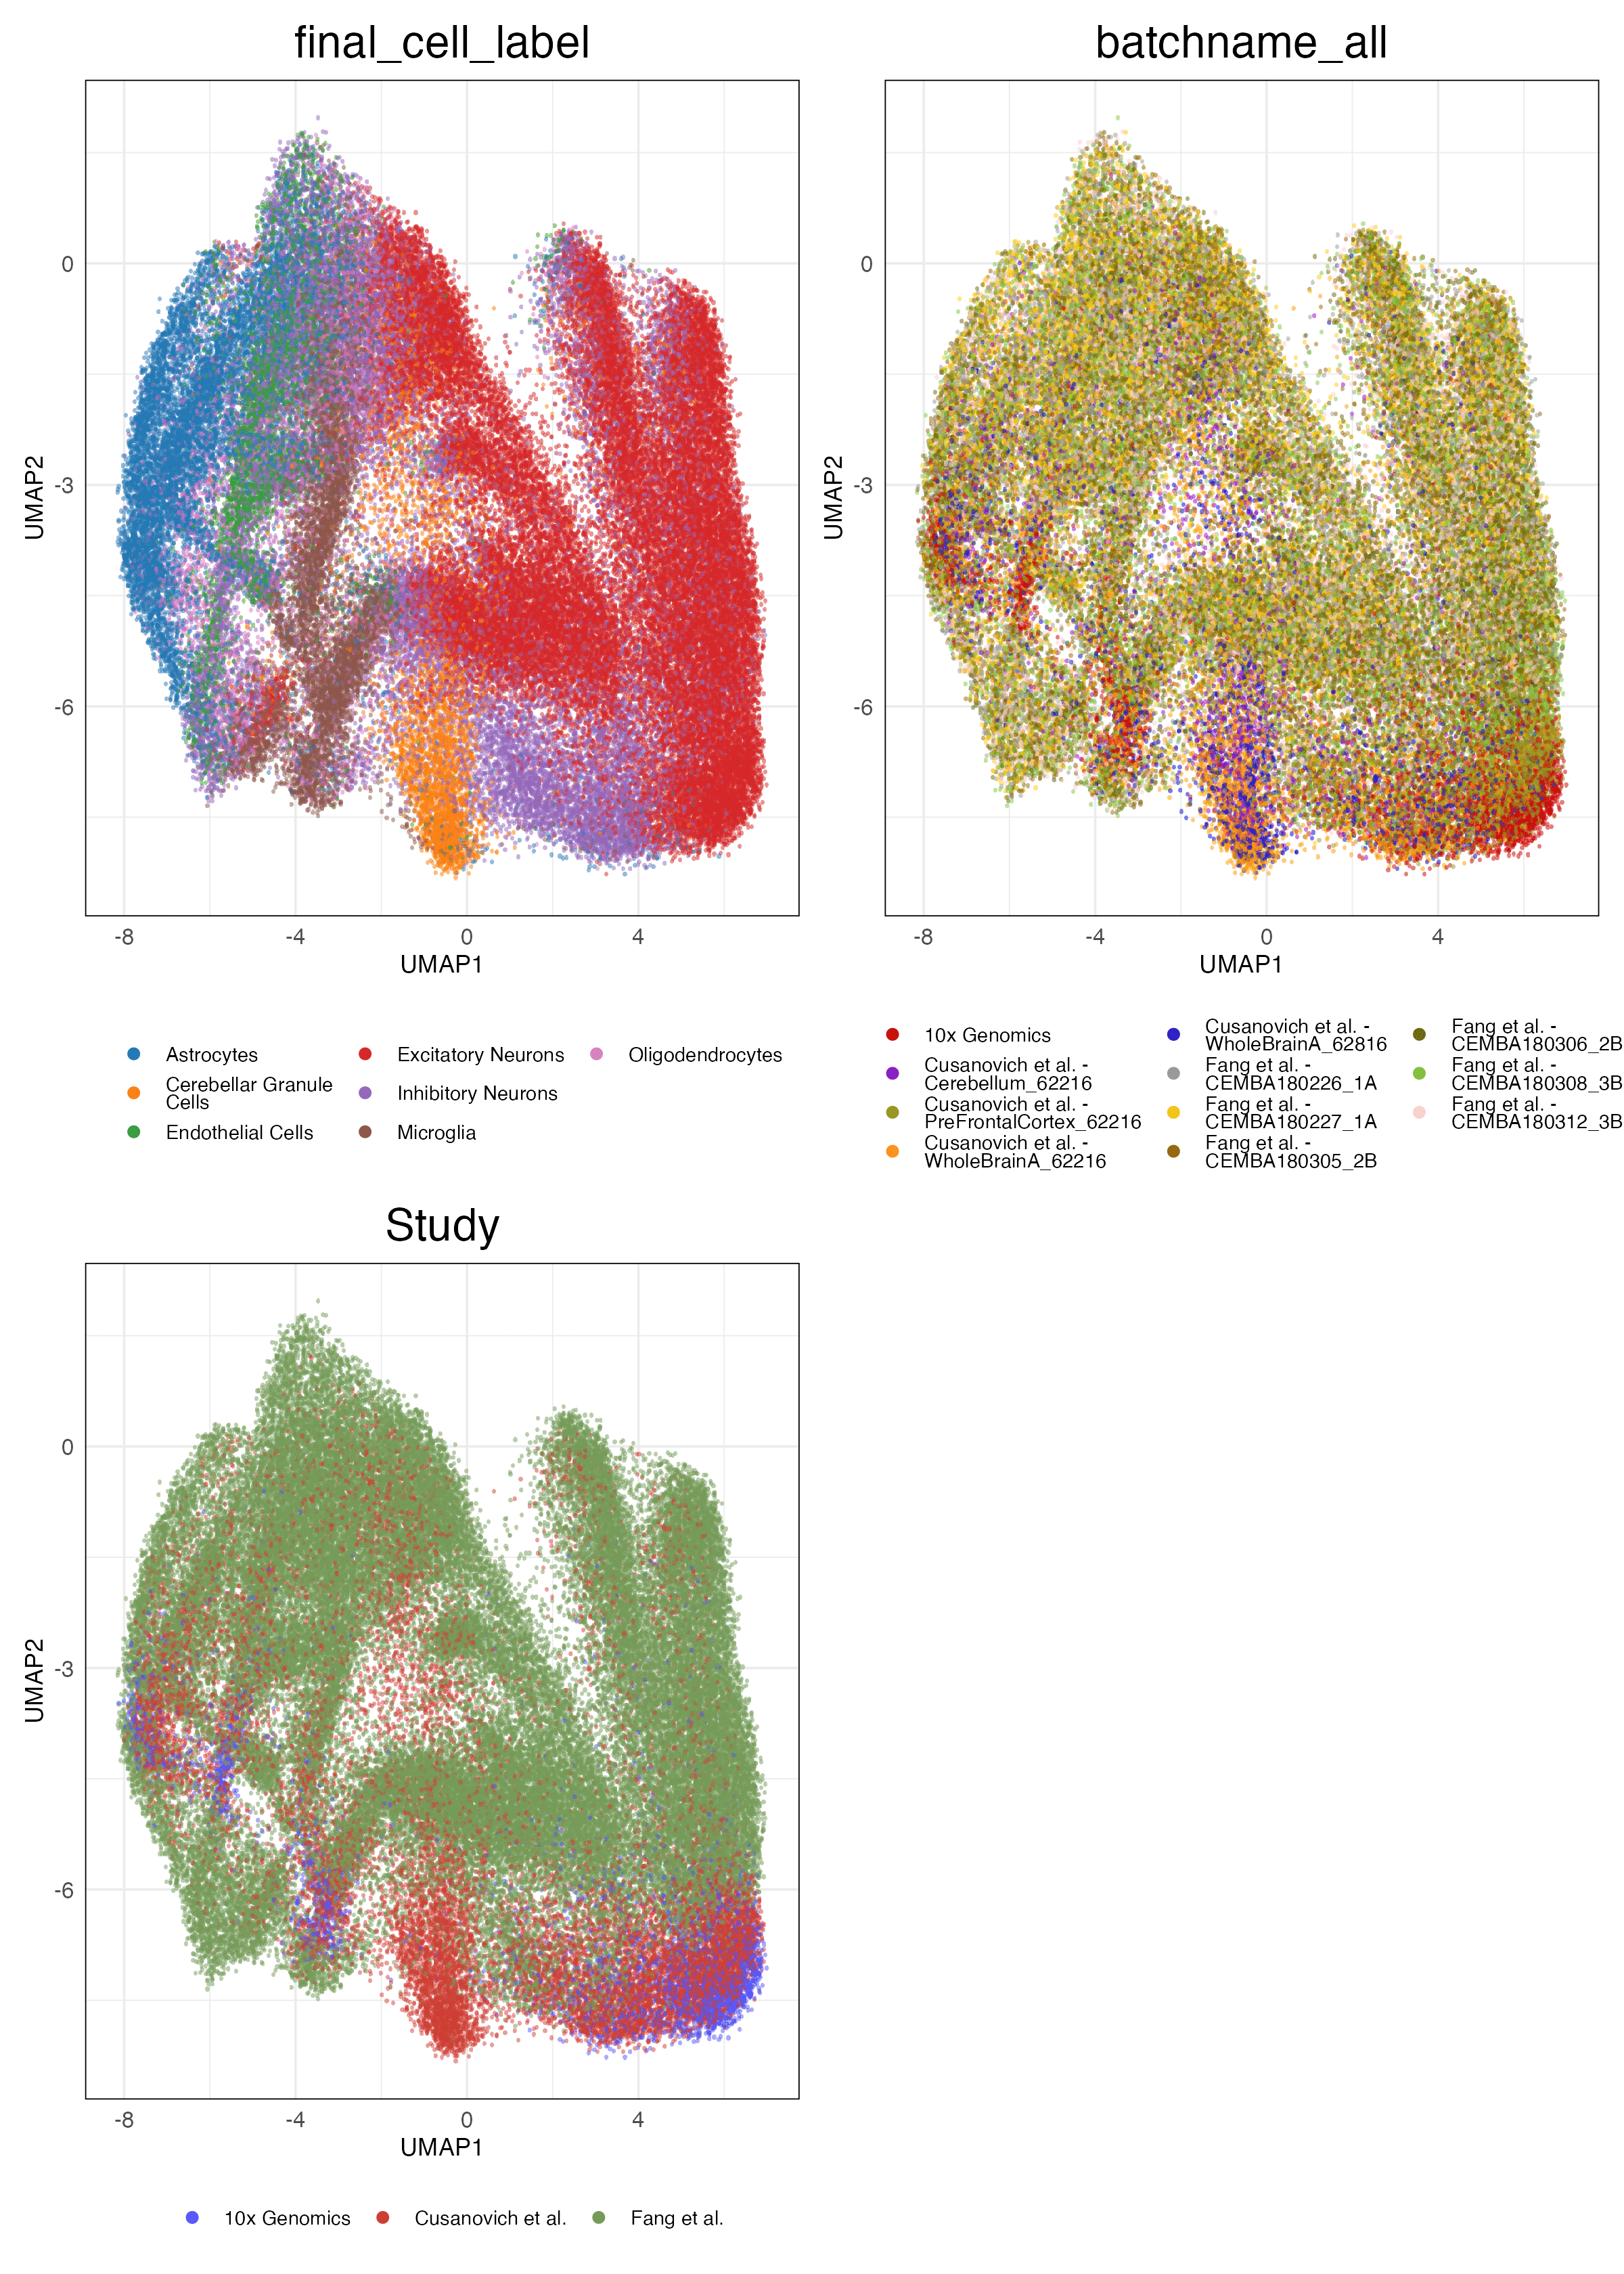 final_cell_label
batchname_all
0
-3
-6
UMAP2
-8
-4
0
4
UMAP1
0
-3
-6
UMAP2
-8
-4
0
4
UMAP1
Astrocytes
Cerebellar Granule
Cells
Endothelial Cells
Excitatory Neurons
Inhibitory Neurons
Microglia
Oligodendrocytes
10x Genomics
Cusanovich et al. -
Cerebellum_62216
Cusanovich et al. -
PreFrontalCortex_62216
Cusanovich et al. -
WholeBrainA_62216
Cusanovich et al. -
WholeBrainA_62816
Fang et al. -
CEMBA180226_1A
Fang et al. -
CEMBA180227_1A
Fang et al. -
CEMBA180305_2B
Fang et al. -
CEMBA180306_2B
Fang et al. -
CEMBA180308_3B
Fang et al. -
CEMBA180312_3B
Study
0
-3
-6
UMAP2
-8
-4
0
4
UMAP1
10x Genomics
Cusanovich et al.
Fang et al.